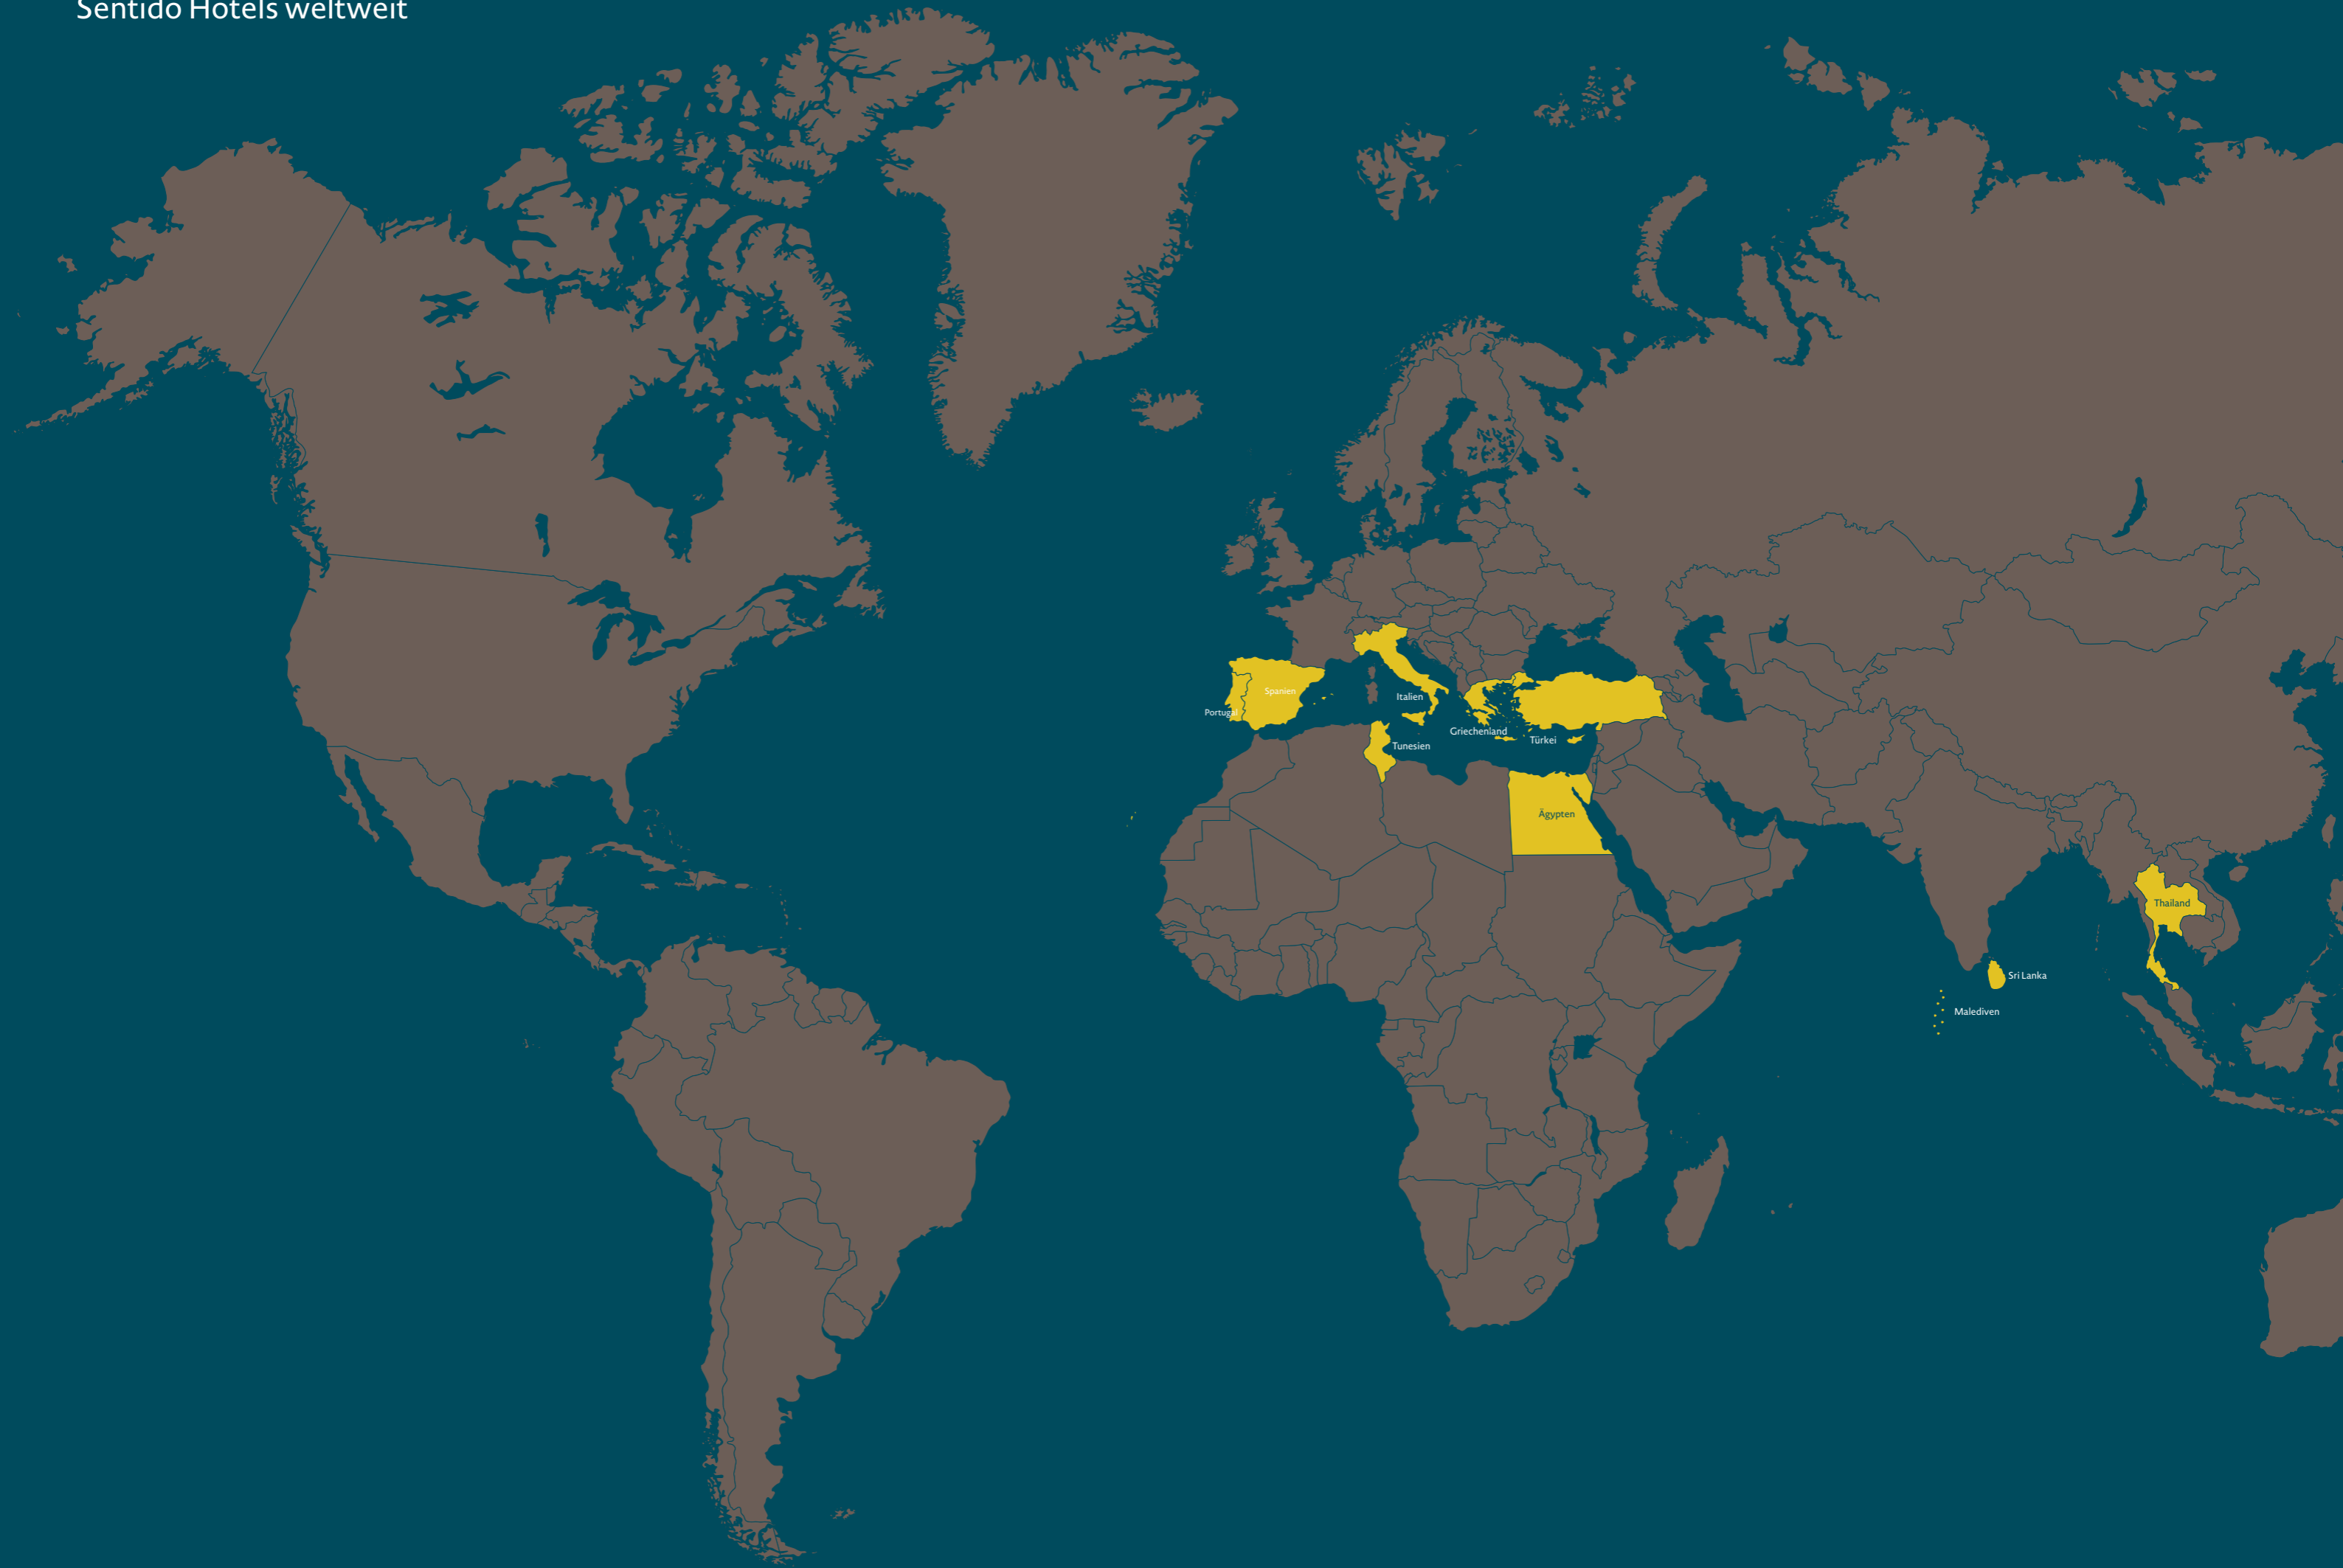 Sentido Hotels weltweit
Spanien
Italien
Portugal
Griechenland
Türkei
Tunesien
Ägypten
Thailand
Sri Lanka
Malediven